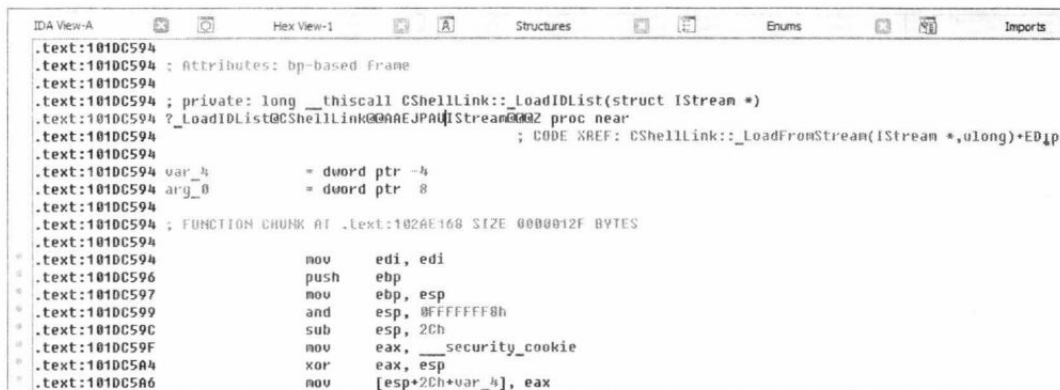 IDA View-A Hex View-1 Structures Enums Imports
.text:101DC594
.text:101DC594 ; Attributes: bp-based frame
.text:101DC594
.text:101DC594 ; private: long __thiscall CShellLink::_LoadIDList(struct IStream *)
.text:101DC594 ?_LoadIDList@CShellLink@@AAEJPAUIStream@@@Z proc near
; CODE XREF: CShellLink::_LoadFromStream(IStream *,ulong)+ED↓p
.text:101DC594
.text:101DC594 var_4 = dword ptr -4
.text:101DC594 arg_0 = dword ptr 8
.text:101DC594
.text:101DC594 ; FUNCTION CHUNK AT .text:102AE168 SIZE 0000012F BYTES
.text:101DC594
.text:101DC594 mov edi, edi
.text:101DC596 push ebp
.text:101DC597 mov ebp, esp
.text:101DC599 and esp, 0FFFFFFF8h
.text:101DC59C sub esp, 2Ch
.text:101DC59F mov eax, ___security_cookie
.text:101DC5A4 xor eax, esp
.text:101DC5A6 mov [esp+2Ch+var_4], eax